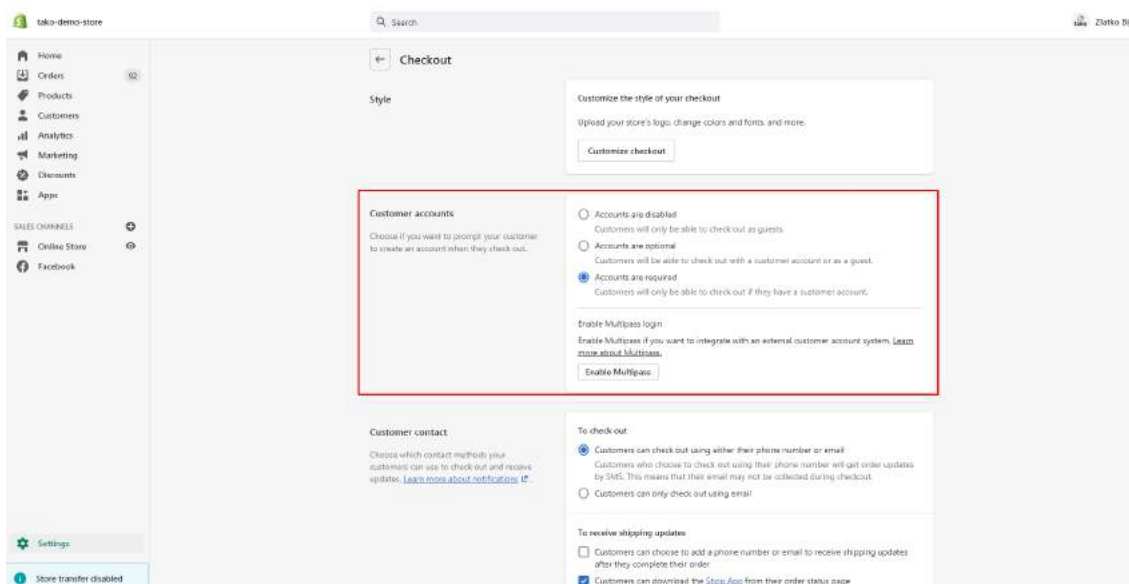 tako-demo-store
Search
tako
Zlatko Bi
Home
Orders
92
Products
Customers
Analytics
Marketing
Discounts
Apps
SALES CHANNELS
Online Store
Facebook
Settings
Store transfer disabled
Checkout
Style
Customize the style of your checkout
Upload your store's logo, change colors and fonts, and more.
Customize checkout
Customer accounts
Choose if you want to prompt your customer
to create an account when they check out.
Accounts are disabled
Customers will only be able to check out as guests.
Accounts are optional
Customers will be able to check out with a customer account or as a guest.
Accounts are required
Customers will only be able to check out if they have a customer account.
Enable Multipass login
Enable Multipass if you want to integrate with an external customer account system. Learn
more about Multipass.
Enable Multipass
Customer contact
Choose which contact methods your
customers can use to check out and receive
updates. Learn more about notifications
To check out
Customers can check out using either their phone number or email
Customers who choose to check out using their phone number will get order updates
by SMS. This means that their email may not be collected during checkout.
Customers can only check out using email
To receive shipping updates
Customers can choose to add a phone number or email to receive shipping updates
after they complete their order
Customers can download the Shop App from their order status page